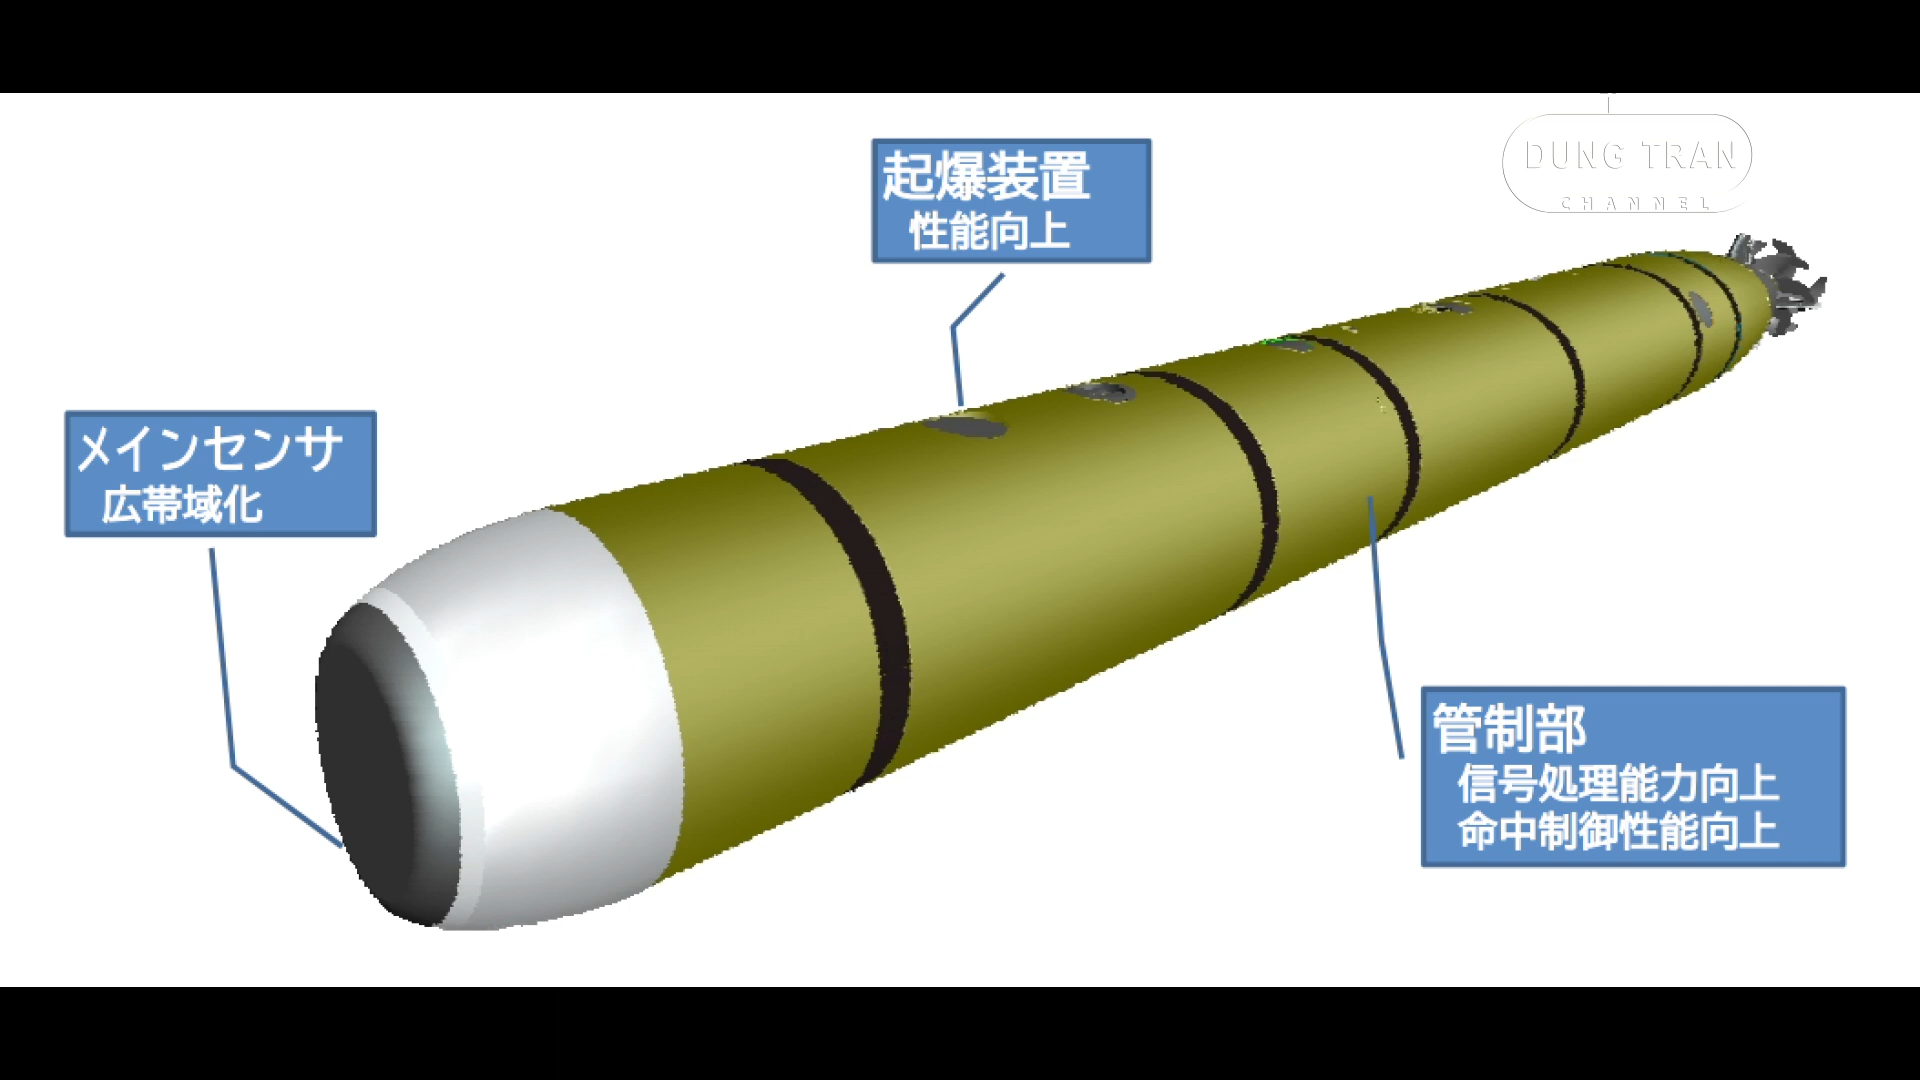 DUNG TRAN
CHANNEL
起爆装置
性能向上
メインセンサ
広帯域化
管制部
信号処理能力向上
命中制御性能向上